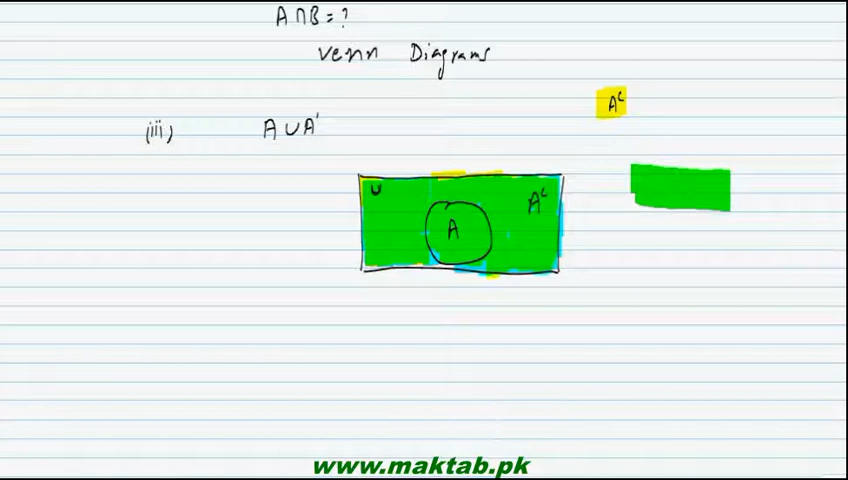 A∩B=?
Venn Diagrams
Aᶜ
(iii) A∪A'
U
Aᶜ
A
www.maktab.pk